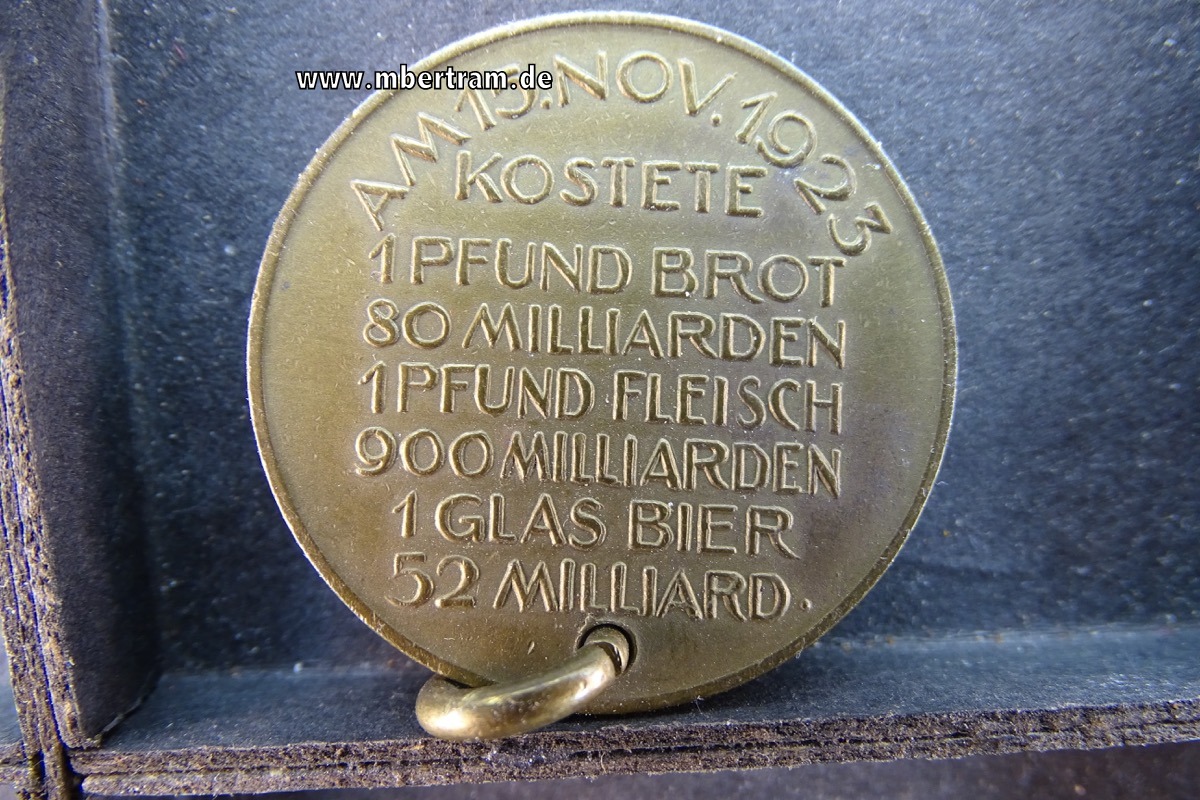 www.mbertram.de
AM 15. NOV. 1923
KOSTETE
1 PFUND BROT
80 MILLIARDEN
1 PFUND FLEISCH
900 MILLIARDEN
1 GLAS BIER
52 MILLIARD.